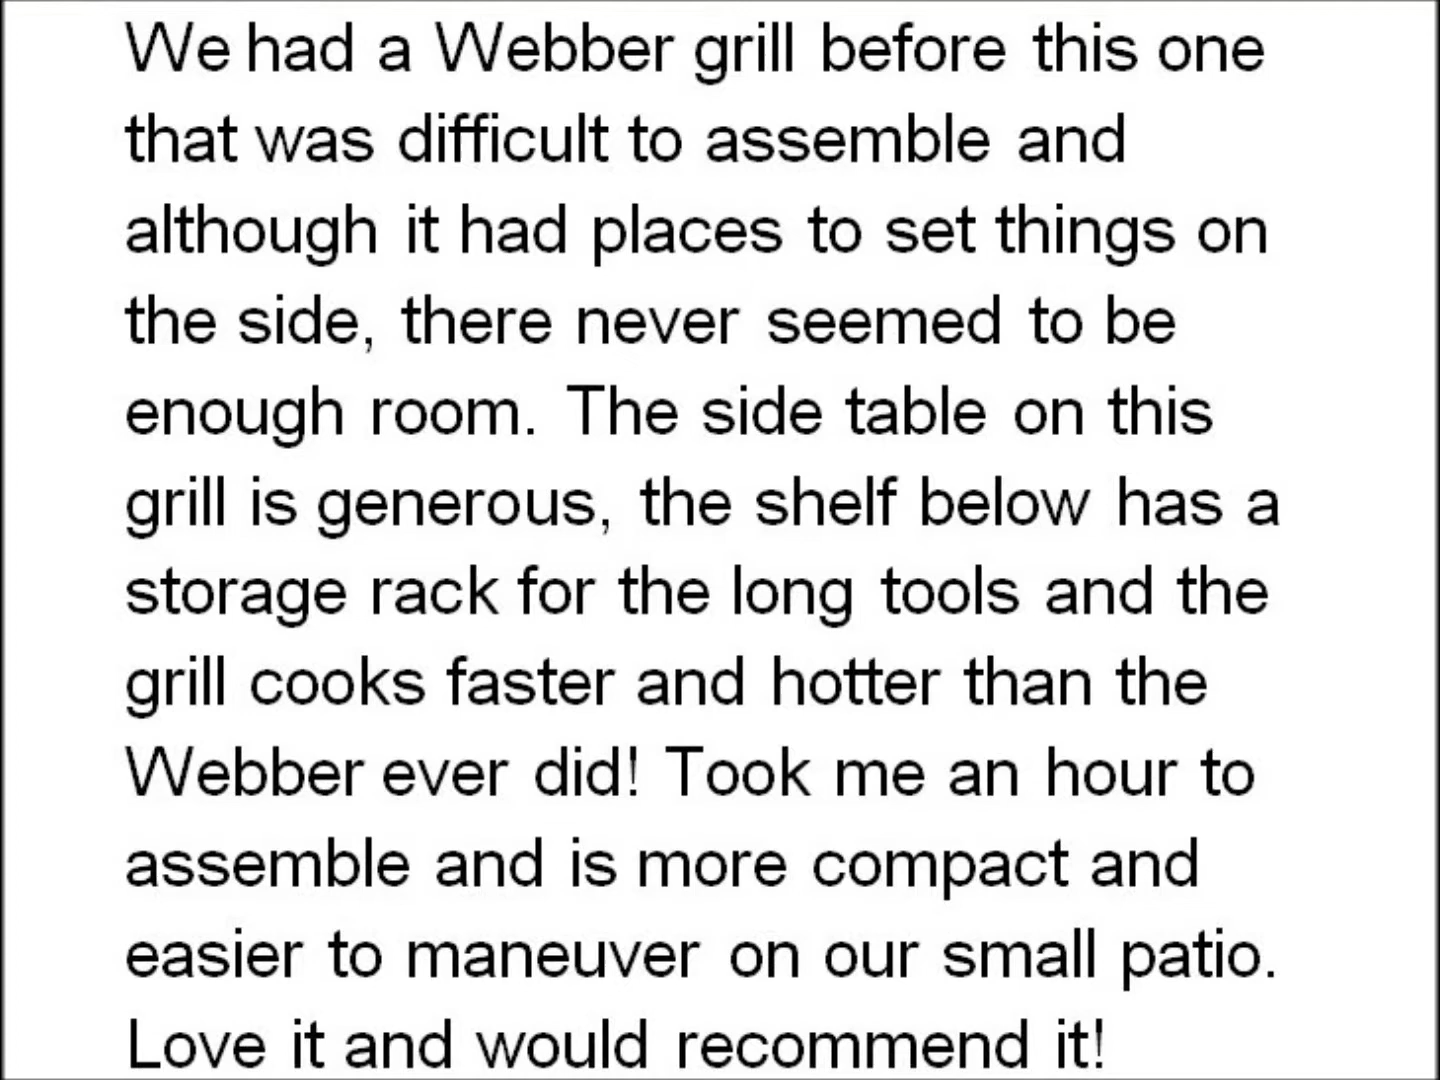 We had a Webber grill before this one
that was difficult to assemble and
although it had places to set things on
the side, there never seemed to be
enough room. The side table on this
grill is generous, the shelf below has a
storage rack for the long tools and the
grill cooks faster and hotter than the
Webber ever did! Took me an hour to
assemble and is more compact and
easier to maneuver on our small patio.
Love it and would recommend it!